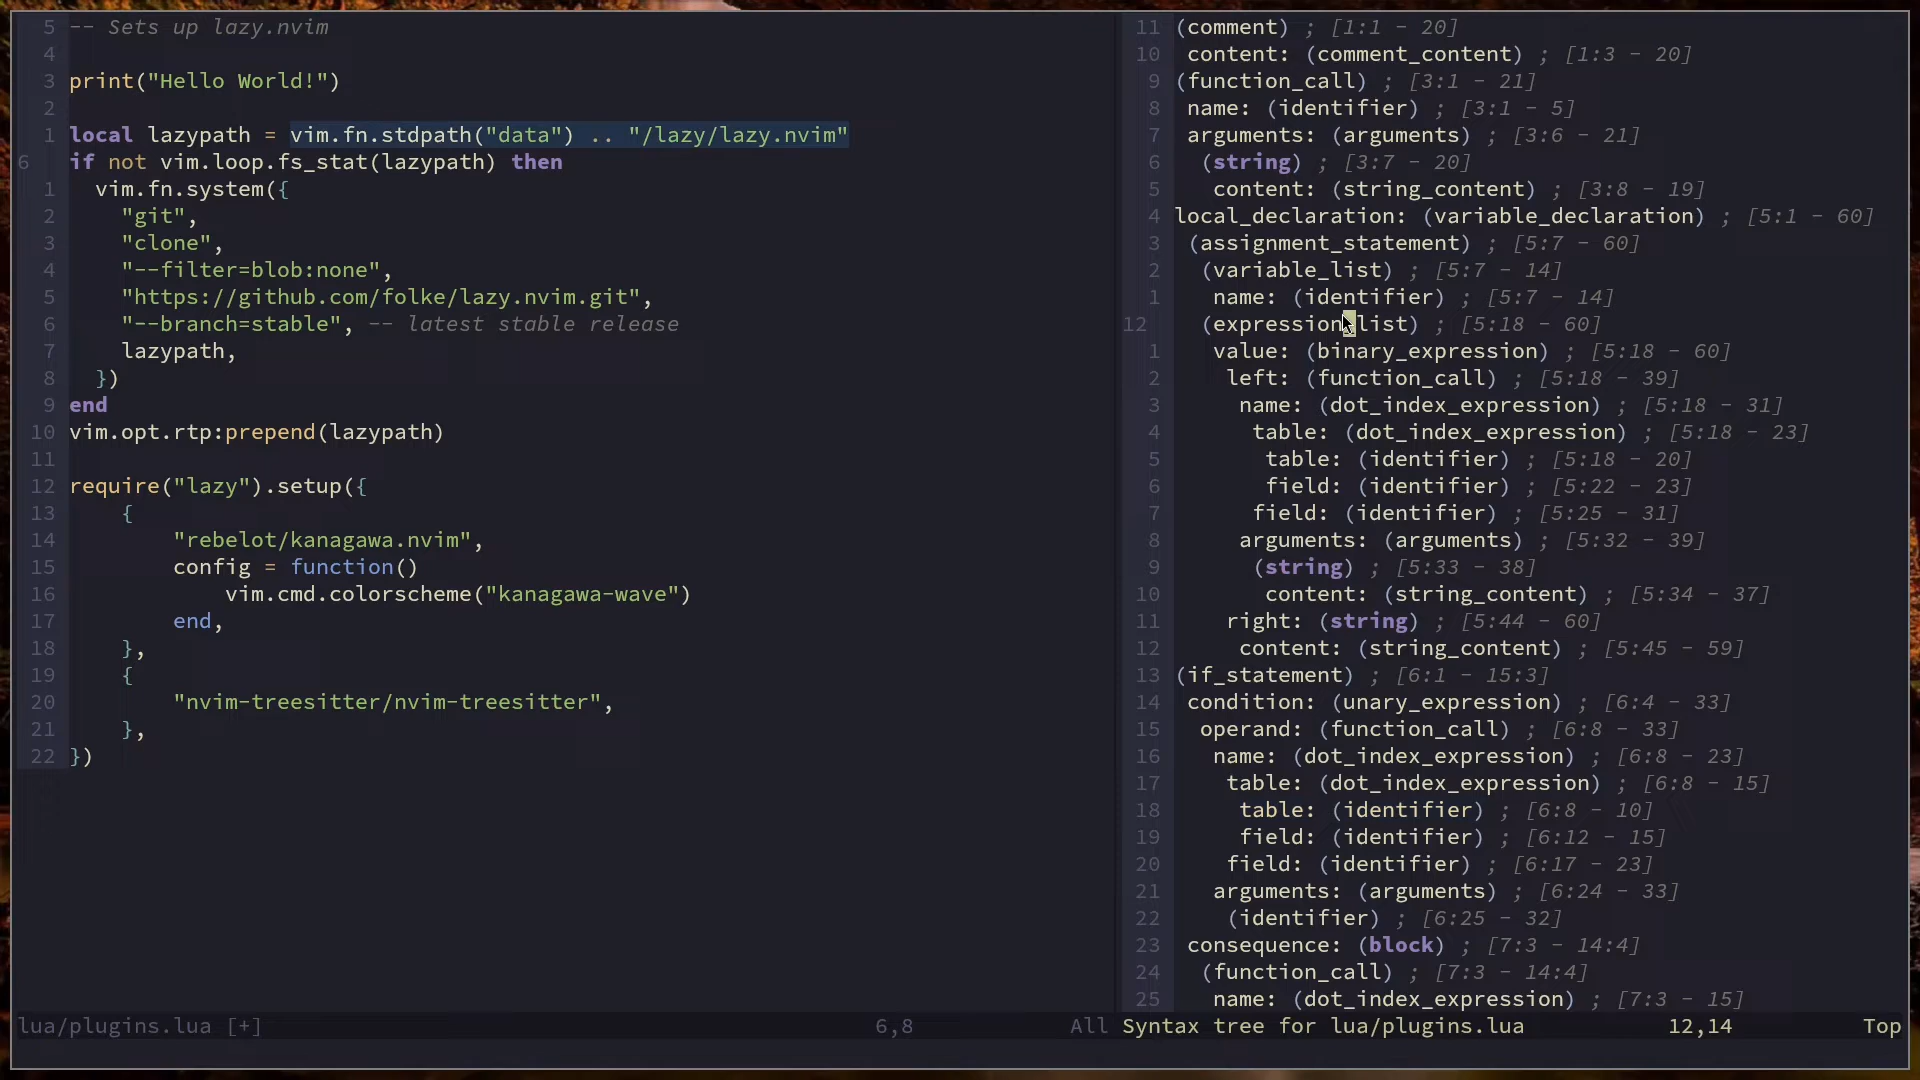 5 -- Sets up lazy.nvim
4
3 print("Hello World!")
2
1 local lazypath = vim.fn.stdpath("data") .. "/lazy/lazy.nvim"
6 if not vim.loop.fs_stat(lazypath) then
1 vim.fn.system({
2 "git",
3 "clone",
4 "--filter=blob:none",
5 "https://github.com/folke/lazy.nvim.git",
6 "--branch=stable", -- latest stable release
7 lazypath,
8 })
9 end
10 vim.opt.rtp:prepend(lazypath)
11
12 require("lazy").setup({
13 {
14 "rebelot/kanagawa.nvim",
15 config = function()
16 vim.cmd.colorscheme("kanagawa-wave")
17 end,
18 },
19 {
20 "nvim-treesitter/nvim-treesitter",
21 },
22 })
lua/plugins.lua [+] 6,8 All
11 (comment) ; [1:1 - 20]
10 content: (comment_content) ; [1:3 - 20]
9 (function_call) ; [3:1 - 21]
8 name: (identifier) ; [3:1 - 5]
7 arguments: (arguments) ; [3:6 - 21]
6 (string) ; [3:7 - 20]
5 content: (string_content) ; [3:8 - 19]
4 local_declaration: (variable_declaration) ; [5:1 - 60]
3 (assignment_statement) ; [5:7 - 60]
2 (variable_list) ; [5:7 - 14]
1 name: (identifier) ; [5:7 - 14]
12 (expression_list) ; [5:18 - 60]
1 value: (binary_expression) ; [5:18 - 60]
2 left: (function_call) ; [5:18 - 39]
3 name: (dot_index_expression) ; [5:18 - 31]
4 table: (dot_index_expression) ; [5:18 - 23]
5 table: (identifier) ; [5:18 - 20]
6 field: (identifier) ; [5:22 - 23]
7 field: (identifier) ; [5:25 - 31]
8 arguments: (arguments) ; [5:32 - 39]
9 (string) ; [5:33 - 38]
10 content: (string_content) ; [5:34 - 37]
11 right: (string) ; [5:44 - 60]
12 content: (string_content) ; [5:45 - 59]
13 (if_statement) ; [6:1 - 15:3]
14 condition: (unary_expression) ; [6:4 - 33]
15 operand: (function_call) ; [6:8 - 33]
16 name: (dot_index_expression) ; [6:8 - 23]
17 table: (dot_index_expression) ; [6:8 - 15]
18 table: (identifier) ; [6:8 - 10]
19 field: (identifier) ; [6:12 - 15]
20 field: (identifier) ; [6:17 - 23]
21 arguments: (arguments) ; [6:24 - 33]
22 (identifier) ; [6:25 - 32]
23 consequence: (block) ; [7:3 - 14:4]
24 (function_call) ; [7:3 - 14:4]
25 name: (dot_index_expression) ; [7:3 - 15]
Syntax tree for lua/plugins.lua 12,14 Top